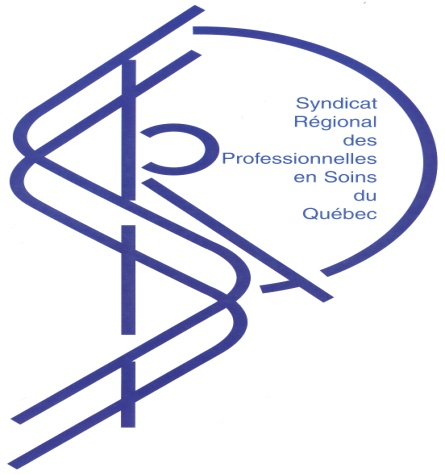 Syndicat
Régional
des
Professionnelles
en Soins
du
Québec